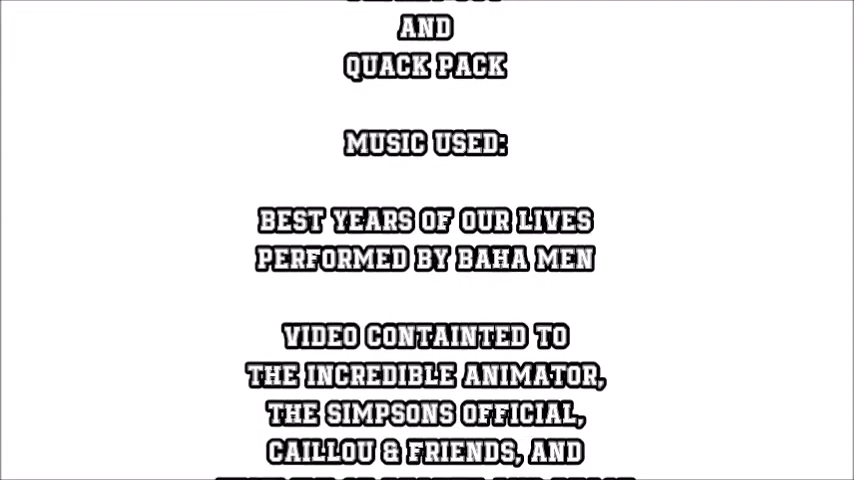 AND
QUACK PACK
MUSIC USED:
BEST YEARS OF OUR LIVES
PERFORMED BY BAHA MEN
VIDEO CONTAINTED TO
THE INCREDIBLE ANIMATOR,
THE SIMPSONS OFFICIAL,
CAILLOU & FRIENDS, AND